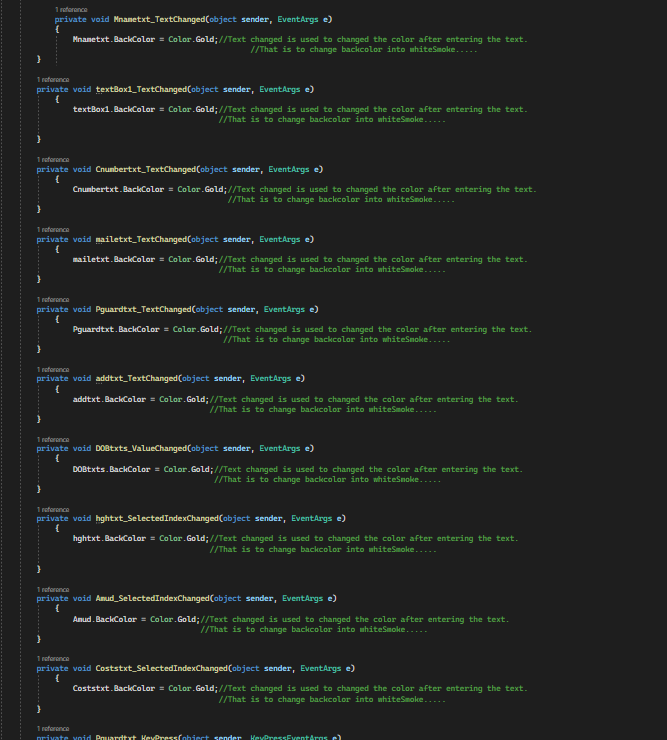 1 reference
private void Mnametxt_TextChanged(object sender, EventArgs e)
{
Mnametxt.BackColor = Color.Gold;//Text changed is used to changed the color after entering the text.
//That is to change backcolor into whiteSmoke.....
}
1 reference
private void textBox1_TextChanged(object sender, EventArgs e)
{
textBox1.BackColor = Color.Gold;//Text changed is used to changed the color after entering the text.
//That is to change backcolor into whiteSmoke.....
}
1 reference
private void Cnumbertxt_TextChanged(object sender, EventArgs e)
{
Cnumbertxt.BackColor = Color.Gold;//Text changed is used to changed the color after entering the text.
//That is to change backcolor into whiteSmoke.....
}
1 reference
private void mailetxt_TextChanged(object sender, EventArgs e)
{
mailetxt.BackColor = Color.Gold;//Text changed is used to changed the color after entering the text.
//That is to change backcolor into whiteSmoke.....
}
1 reference
private void Pguardtxt_TextChanged(object sender, EventArgs e)
{
Pguardtxt.BackColor = Color.Gold;//Text changed is used to changed the color after entering the text.
//That is to change backcolor into whiteSmoke.....
}
1 reference
private void addtxt_TextChanged(object sender, EventArgs e)
{
addtxt.BackColor = Color.Gold;//Text changed is used to changed the color after entering the text.
//That is to change backcolor into whiteSmoke.....
}
1 reference
private void DOBtxts_ValueChanged(object sender, EventArgs e)
{
DOBtxts.BackColor = Color.Gold;//Text changed is used to changed the color after entering the text.
//That is to change backcolor into whiteSmoke.....
}
1 reference
private void hghtxt_SelectedIndexChanged(object sender, EventArgs e)
{
hghtxt.BackColor = Color.Gold;//Text changed is used to changed the color after entering the text.
//That is to change backcolor into whiteSmoke.....
}
1 reference
private void Amud_SelectedIndexChanged(object sender, EventArgs e)
{
Amud.BackColor = Color.Gold;//Text changed is used to changed the color after entering the text.
//That is to change backcolor into whiteSmoke.....
}
1 reference
private void Coststxt_SelectedIndexChanged(object sender, EventArgs e)
{
Coststxt.BackColor = Color.Gold;//Text changed is used to changed the color after entering the text.
//That is to change backcolor into whiteSmoke.....
}
1 reference
private void Pguardtxt_KeyPress(object sender, KeyPressEventArgs e)